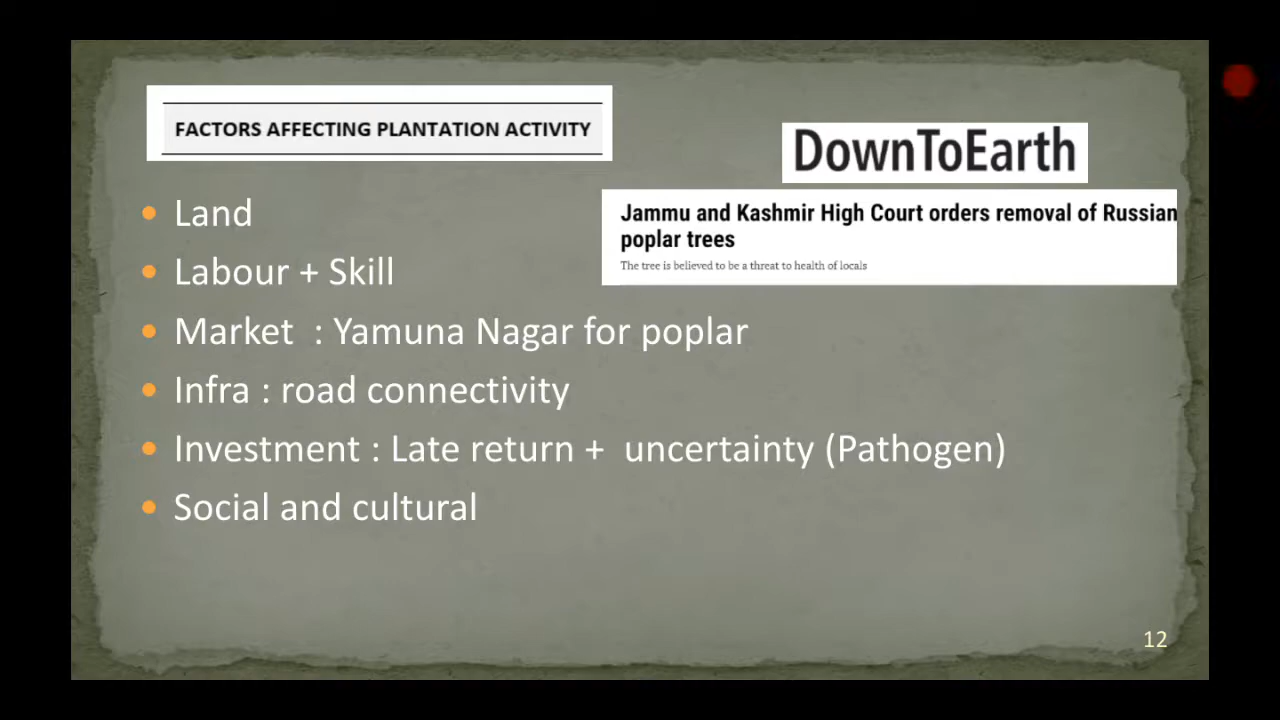 FACTORS AFFECTING PLANTATION ACTIVITY
DownToEarth
Jammu and Kashmir High Court orders removal of Russian
poplar trees
The tree is believed to be a threat to health of locals
• Land
• Labour + Skill
• Market : Yamuna Nagar for poplar
• Infra : road connectivity
• Investment : Late return + uncertainty (Pathogen)
• Social and cultural
12